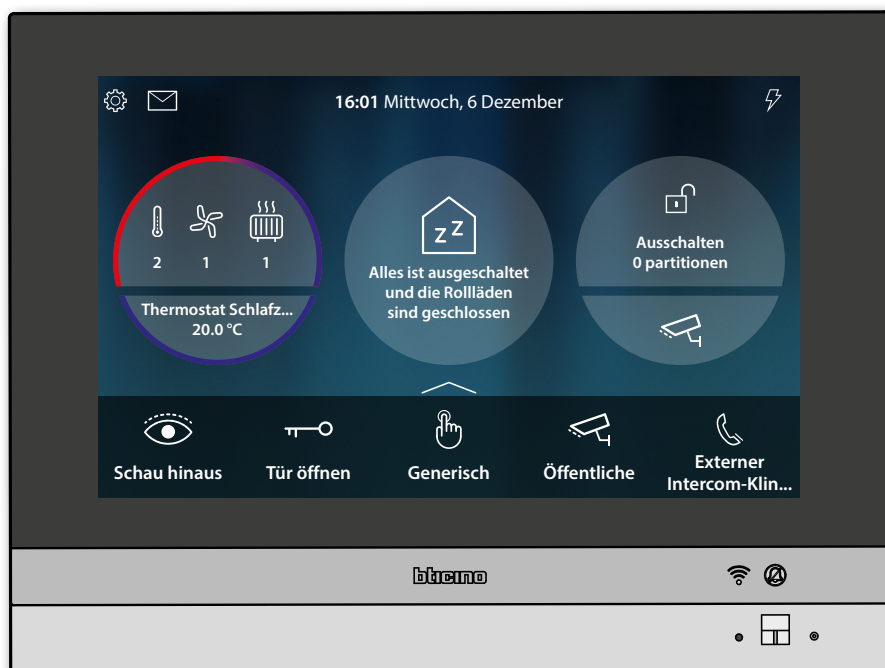 16:01 Mittwoch, 6 Dezember
2 1 1
Thermostat Schlafz...
20.0 °C
zZ
Alles ist ausgeschaltet
und die Rollläden
sind geschlossen
Ausschalten
0 partitionen
Schau hinaus
Tür öffnen
Generisch
Öffentliche
Externer
Intercom-Klin...
bticino